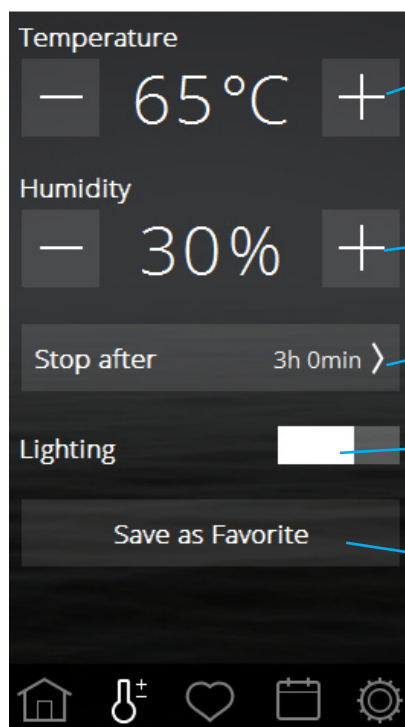 Temperature
— 65°C +
Humidity
— 30% +
Stop after 3h 0min 〉
Lighting
Save as Favorite